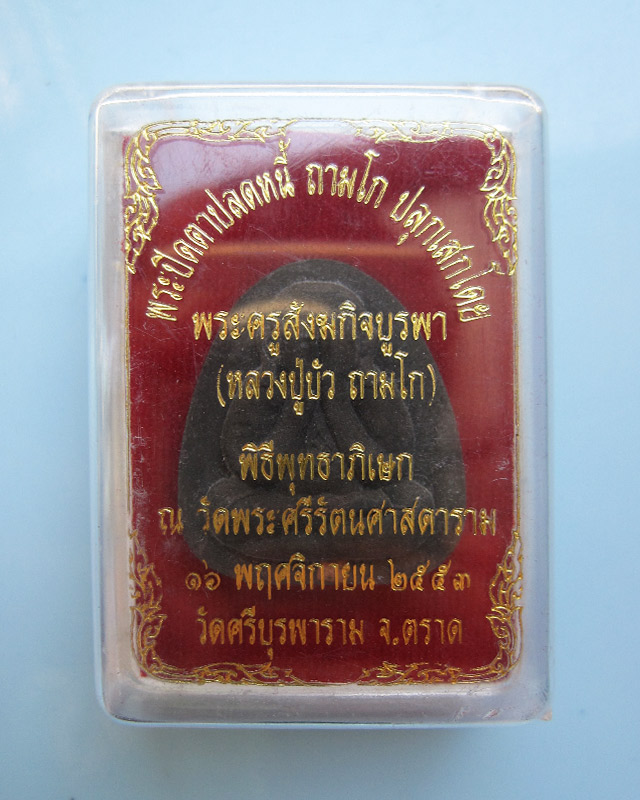 พระปิดตาปลดหนี้ ถามโก ปลุกเสกโดย
พระครูสังฆกิจบูรพา
(หลวงปู่บัว ถามโก)
พิธีพุทธาภิเษก
ณ วัดพระศรีรัตนศาสดาราม
๑๖ พฤศจิกายน ๒๕๕๓
วัดศรีบุรพาราม จ.ตราด